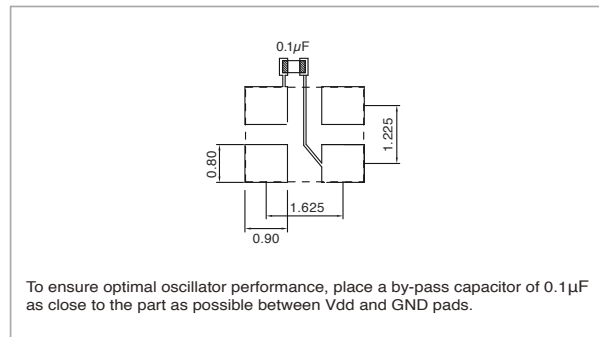 0.1µF
0.80
1.225
1.625
0.90
To ensure optimal oscillator performance, place a by-pass capacitor of 0.1µF
as close to the part as possible between Vdd and GND pads.